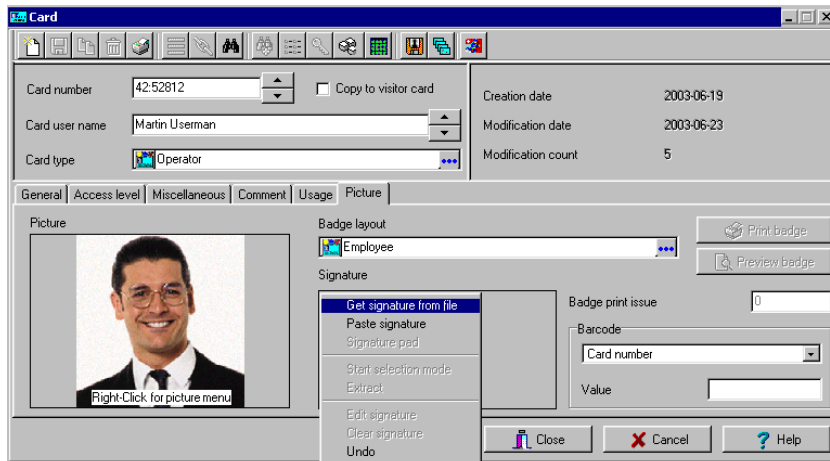 Card
Card number 42:52812 Copy to visitor card
Card user name Martin Userman
Card type Operator
Creation date 2003-06-19
Modification date 2003-06-23
Modification count 5
General Access level Miscellaneous Comment Usage Picture
Picture
Right-Click for picture menu
Badge layout
Employee
Signature
Get signature from file
Paste signature
Signature pad
Start selection mode
Extract
Edit signature
Clear signature
Undo
Print badge
Preview badge
Badge print issue 0
Barcode
Card number
Value
Close Cancel ? Help